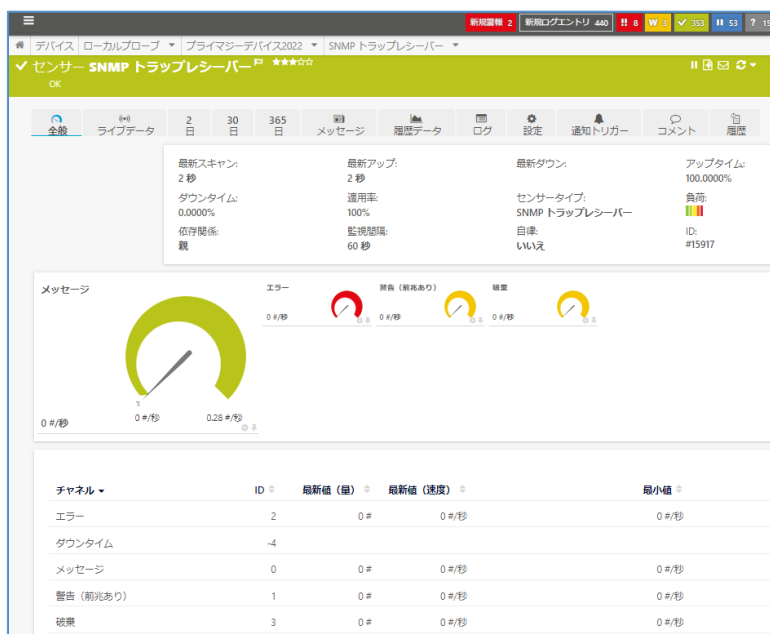 新規警報 2 新規ログエントリ 440 !! 8 W 3 353 53 ?
デバイス ローカルプローブ プライマジーデバイス2022 SNMP トラップレシーバー
センサー SNMP トラップレシーバー
OK
全般 ライブデータ 2日 30日 365日 メッセージ 履歴データ ログ 設定 通知トリガー コメント 履歴
最新スキャン: 最新アップ: 最新ダウン: アップタイム:
2 秒 2 秒 100.0000%
ダウンタイム: 適用率: センサータイプ: 負荷:
0.0000% 100% SNMP トラップレシーバー
依存関係: 監視間隔: 自律: ID:
親 60 秒 いいえ #15917
メッセージ エラー 警告（前兆あり） 破棄
0 #/秒 0 #/秒 0 #/秒
0 #/秒 0 #/秒 0.28 #/秒
チャネル ID 最新値（量） 最新値（速度） 最小値
エラー 2 0 # 0 #/秒 0 #/秒
ダウンタイム -4
メッセージ 0 0 # 0 #/秒 0 #/秒
警告（前兆あり） 1 0 # 0 #/秒 0 #/秒
破棄 3 0 # 0 #/秒 0 #/秒